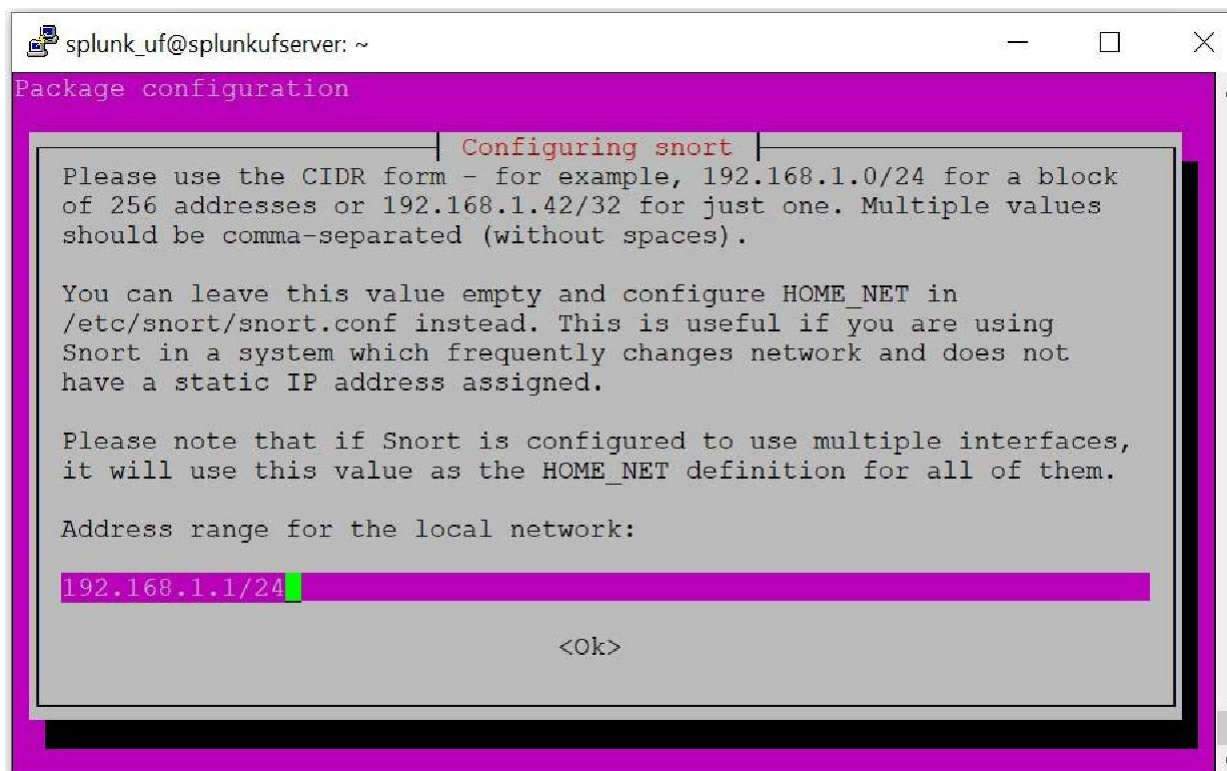 splunk_uf@splunkufserver: ~
Package configuration
Configuring snort
Please use the CIDR form - for example, 192.168.1.0/24 for a block
of 256 addresses or 192.168.1.42/32 for just one. Multiple values
should be comma-separated (without spaces).
You can leave this value empty and configure HOME_NET in
/etc/snort/snort.conf instead. This is useful if you are using
Snort in a system which frequently changes network and does not
have a static IP address assigned.
Please note that if Snort is configured to use multiple interfaces,
it will use this value as the HOME_NET definition for all of them.
Address range for the local network:
192.168.1.1/24
<Ok>